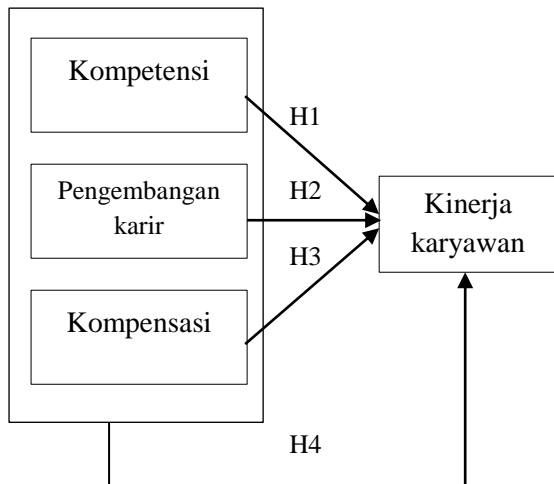 Kompetensi
H1
Pengembangan
karir
H2
Kinerja
karyawan
H3
Kompensasi
H4